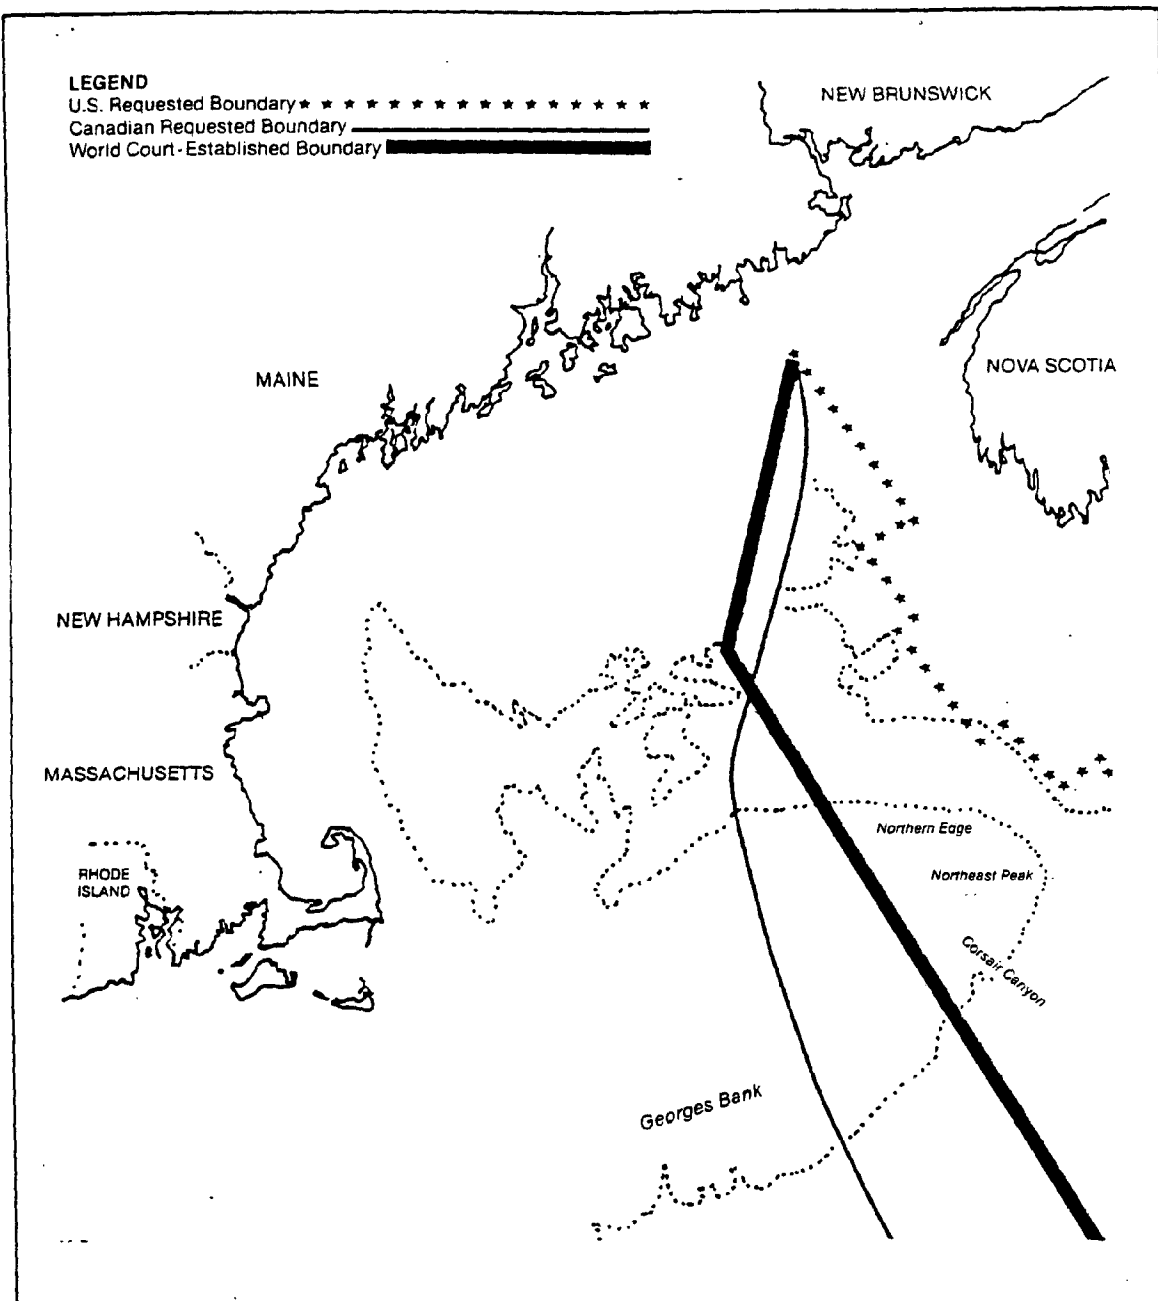 LEGEND
U.S. Requested Boundary
Canadian Requested Boundary
World Court-Established Boundary
NEW BRUNSWICK
NOVA SCOTIA
MAINE
NEW HAMPSHIRE
MASSACHUSETTS
RHODE
ISLAND
Northern Edge
Northeast Peak
Corsair Canyon
Georges Bank